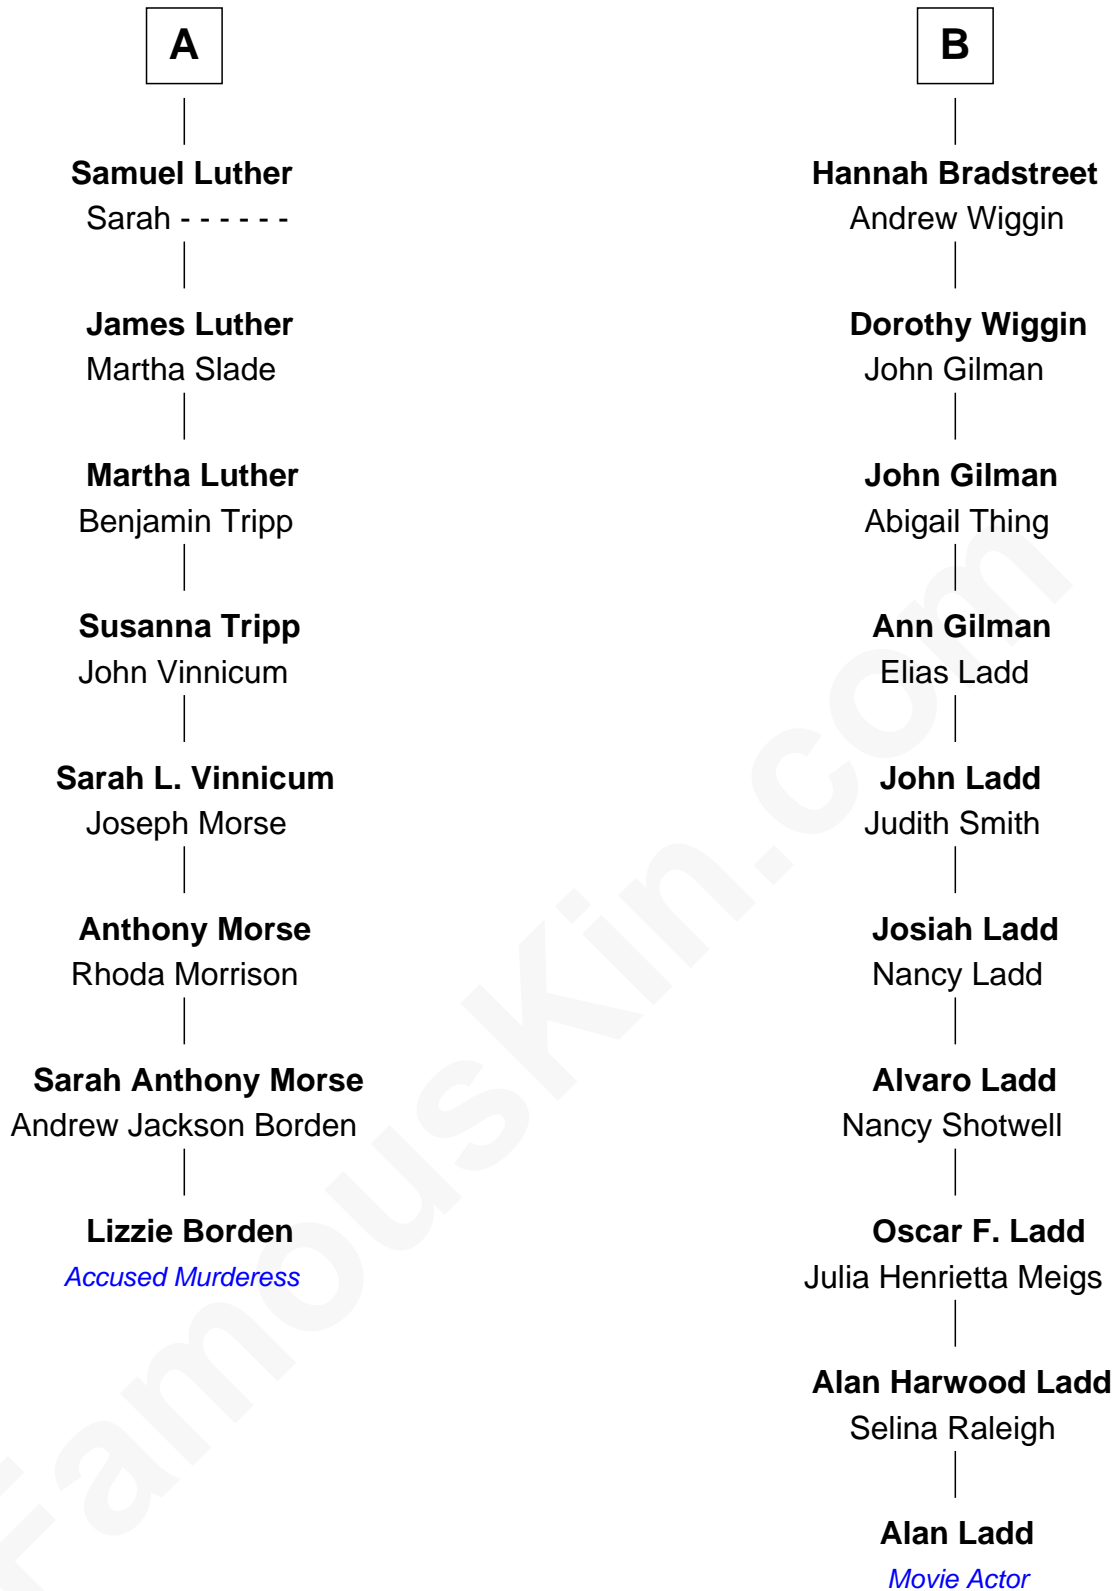 A
Samuel Luther
Sarah - - - - - -
James Luther
Martha Slade
Martha Luther
Benjamin Tripp
Susanna Tripp
John Vinnicum
Sarah L. Vinnicum
Joseph Morse
Anthony Morse
Rhoda Morrison
Sarah Anthony Morse
Andrew Jackson Borden
Lizzie Borden
Accused Murderess
B
Hannah Bradstreet
Andrew Wiggin
Dorothy Wiggin
John Gilman
John Gilman
Abigail Thing
Ann Gilman
Elias Ladd
John Ladd
Judith Smith
Josiah Ladd
Nancy Ladd
Alvaro Ladd
Nancy Shotwell
Oscar F. Ladd
Julia Henrietta Meigs
Alan Harwood Ladd
Selina Raleigh
Alan Ladd
Movie Actor
FamousKin.com